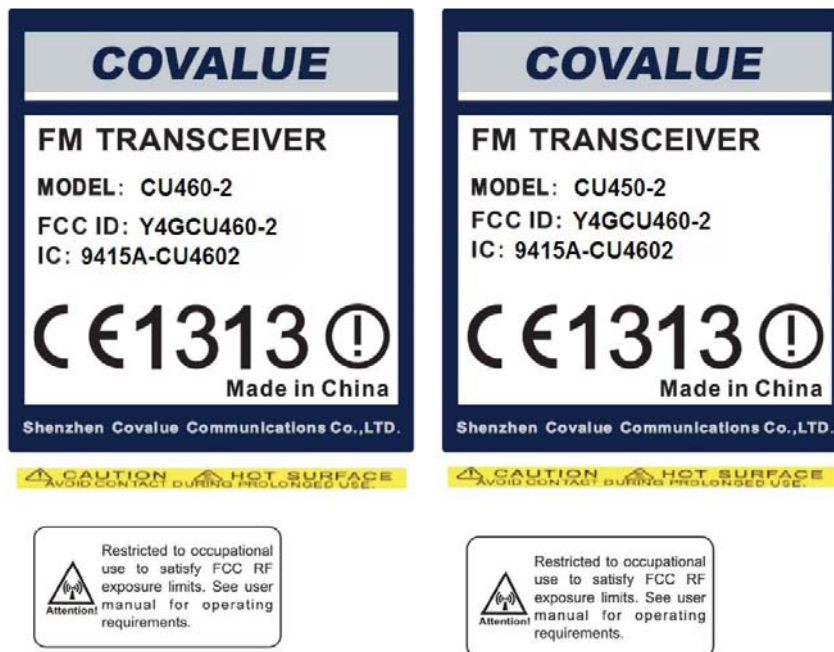 COVALUE
FM TRANSCEIVER
MODEL: CU460-2
FCC ID: Y4GCU460-2
IC: 9415A-CU4602
CE1313
Made in China
Shenzhen Covalue Communications Co.,LTD.
CAUTION HOT SURFACE
AVOID CONTACT DURING PROLONGED USE.
Attention!
Restricted to occupational
use to satisfy FCC RF
exposure limits. See user
manual for operating
requirements.
COVALUE
FM TRANSCEIVER
MODEL: CU450-2
FCC ID: Y4GCU460-2
IC: 9415A-CU4602
CE1313
Made in China
Shenzhen Covalue Communications Co.,LTD.
CAUTION HOT SURFACE
AVOID CONTACT DURING PROLONGED USE.
Attention!
Restricted to occupational
use to satisfy FCC RF
exposure limits. See user
manual for operating
requirements.